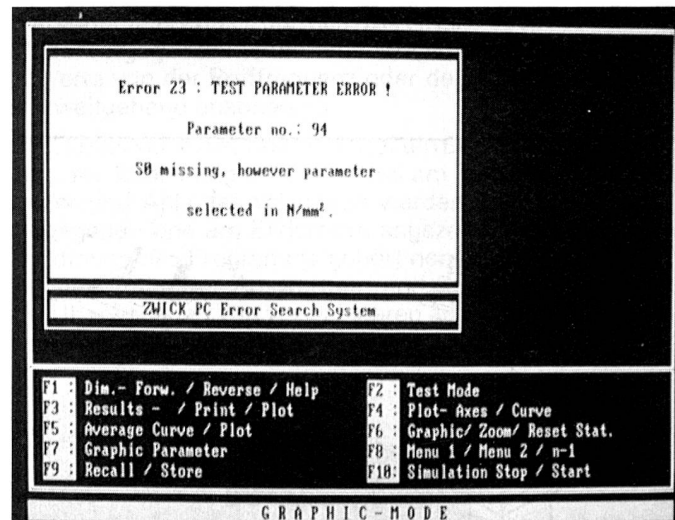 Error 23 : TEST PARAMETER ERROR !
Parameter no.: 94
S0 missing, however parameter
selected in N/mm².
ZWICK PC Error Search System
F1 : Dim.- Forw. / Reverse / Help
F3 : Results - / Print / Plot
F5 : Average Curve / Plot
F7 : Graphic Parameter
F9 : Recall / Store
F2 : Test Mode
F4 : Plot- Axes / Curve
F6 : Graphic/ Zoom/ Reset Stat.
F8 : Menu 1 / Menu 2 / n-1
F10: Simulation Stop / Start
GRAPHIC-MODE